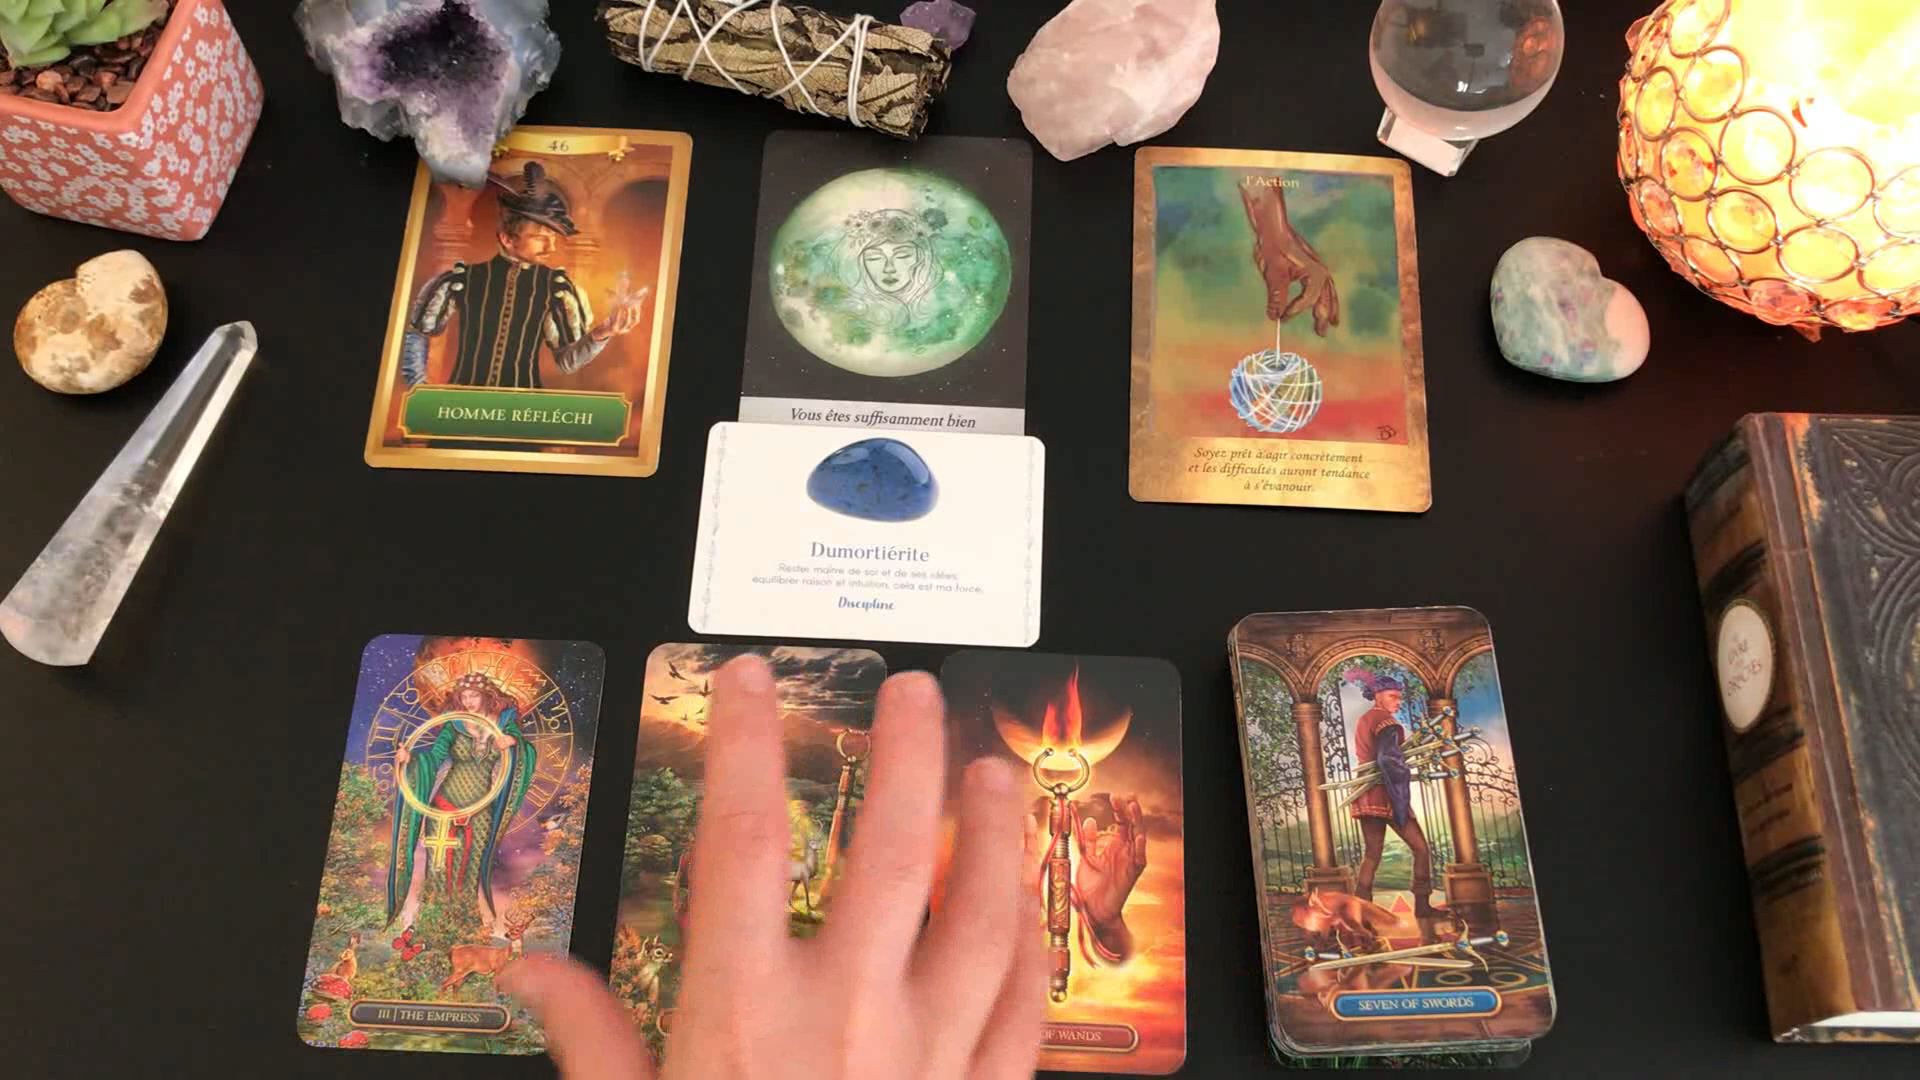 46
HOMME RÉFLÉCHI
Vous êtes suffisamment bien
l'Action
Soyez prêt à agir concrètement
et les difficultés auront tendance
à s'évanouir.
Dumortiérite
Rester maître de soi et de ses idées,
équilibrer raison et intuition, cela est ma force.
Discipline
III | THE EMPRESS
OF WANDS
SEVEN OF SWORDS